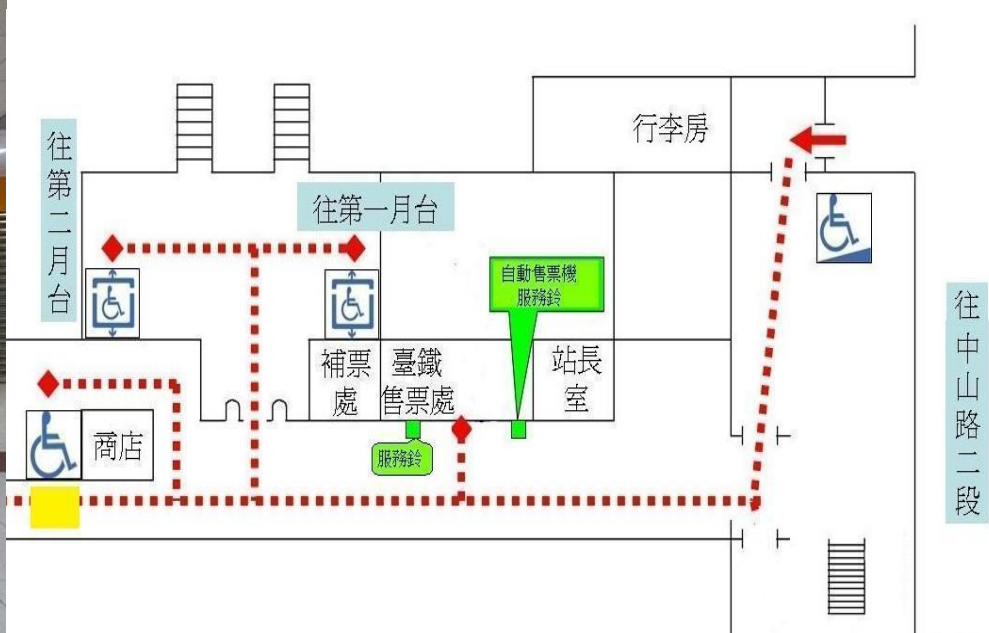 行李房
往第二月台
往第一月台
自動售票機
服務鈴
往中山路二段
補票
處
臺鐵
售票處
站長
室
商店
服務鈴